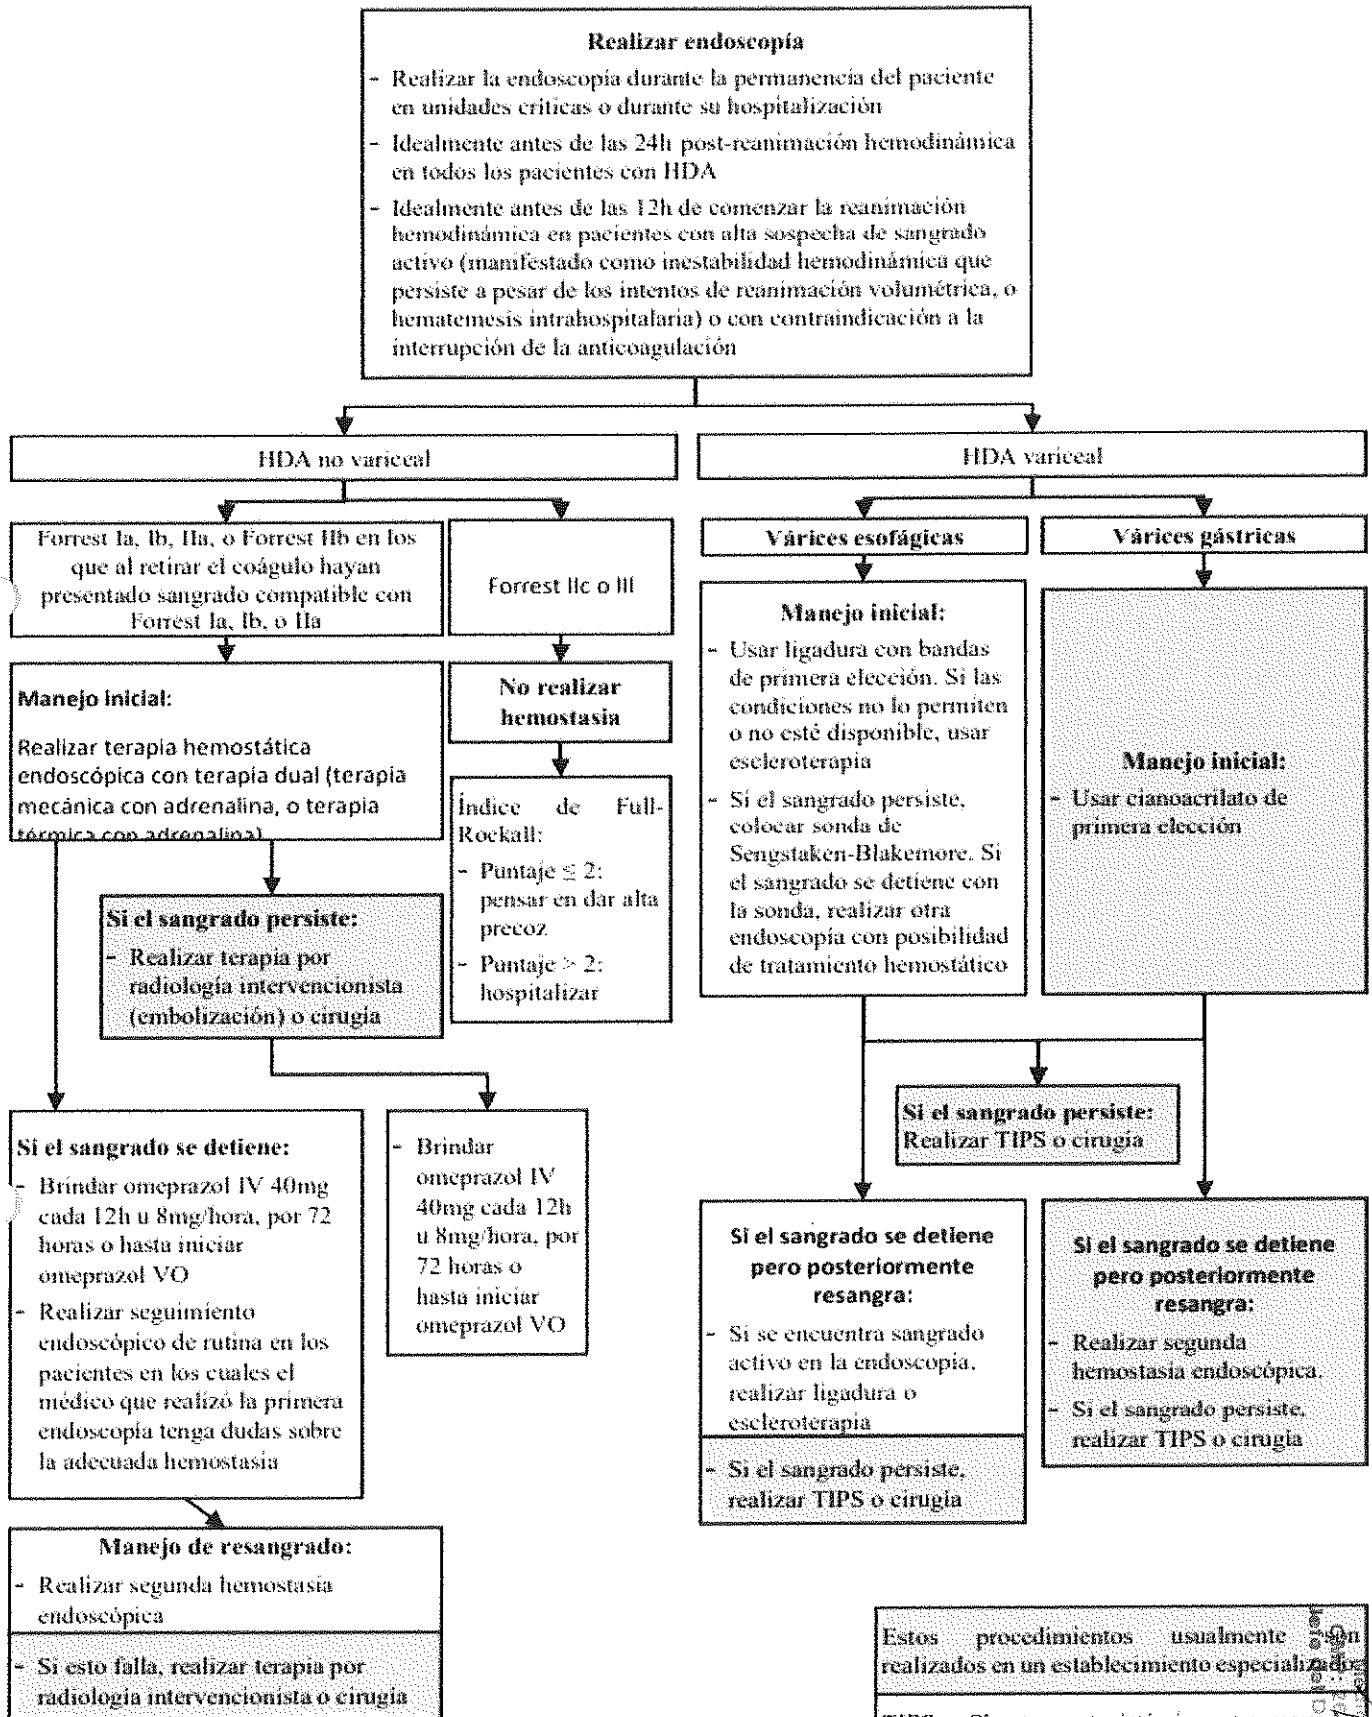 Realizar endoscopía
- Realizar la endoscopía durante la permanencia del paciente
en unidades críticas o durante su hospitalización
- Idealmente antes de las 24h post-reanimación hemodinámica
en todos los pacientes con HDA
- Idealmente antes de las 12h de comenzar la reanimación
hemodinámica en pacientes con alta sospecha de sangrado
activo (manifestado como inestabilidad hemodinámica que
persiste a pesar de los intentos de reanimación volumétrica, o
hematemesis intrahospitalaria) o con contraindicación a la
interrupción de la anticoagulación
HDA no variceal
Forrest Ia, Ib, IIa, o Forrest IIb en los
que al retirar el coágulo hayan
presentado sangrado compatible con
Forrest Ia, Ib, o IIa
Manejo inicial:
Realizar terapia hemostática
endoscópica con terapia dual (terapia
mecánica con adrenalina, o terapia
térmica con adrenalina)
Si el sangrado persiste:
- Realizar terapia por
radiología intervencionista
(embolización) o cirugía
Si el sangrado se detiene:
- Brindar omeprazol IV 40mg
cada 12h u 8mg/hora, por 72
horas o hasta iniciar
omeprazol VO
- Realizar seguimiento
endoscópico de rutina en los
pacientes en los cuales el
médico que realizó la primera
endoscopía tenga dudas sobre
la adecuada hemostasia
- Brindar
omeprazol IV
40mg cada 12h
u 8mg/hora, por
72 horas o
hasta iniciar
omeprazol VO
Manejo de resangrado:
- Realizar segunda hemostasia
endoscópica
- Si esto falla, realizar terapia por
radiología intervencionista o cirugía
Forrest IIc o III
No realizar
hemostasia
Índice de Full-
Rockall:
- Puntaje ≤ 2:
pensar en dar alta
precoz
- Puntaje > 2:
hospitalizar
HDA variceal
Várices esofágicas
Manejo inicial:
- Usar ligadura con bandas
de primera elección. Si las
condiciones no lo permiten
o no esté disponible, usar
escleroterapia
- Si el sangrado persiste,
colocar sonda de
Sengstaken-Blakemore. Si
el sangrado se detiene con
la sonda, realizar otra
endoscopía con posibilidad
de tratamiento hemostático
Várices gástricas
Manejo inicial:
- Usar cianoacrilato de
primera elección
Si el sangrado persiste:
Realizar TIPS o cirugía
Si el sangrado se detiene
pero posteriormente
resangra:
- Si se encuentra sangrado
activo en la endoscopía,
realizar ligadura o
escleroterapia
- Si el sangrado persiste,
realizar TIPS o cirugía
Si el sangrado se detiene
pero posteriormente
resangra:
- Realizar segunda
hemostasia endoscópica.
- Si el sangrado persiste,
realizar TIPS o cirugía
Estos procedimientos usualmente son
realizados en un establecimiento especializado